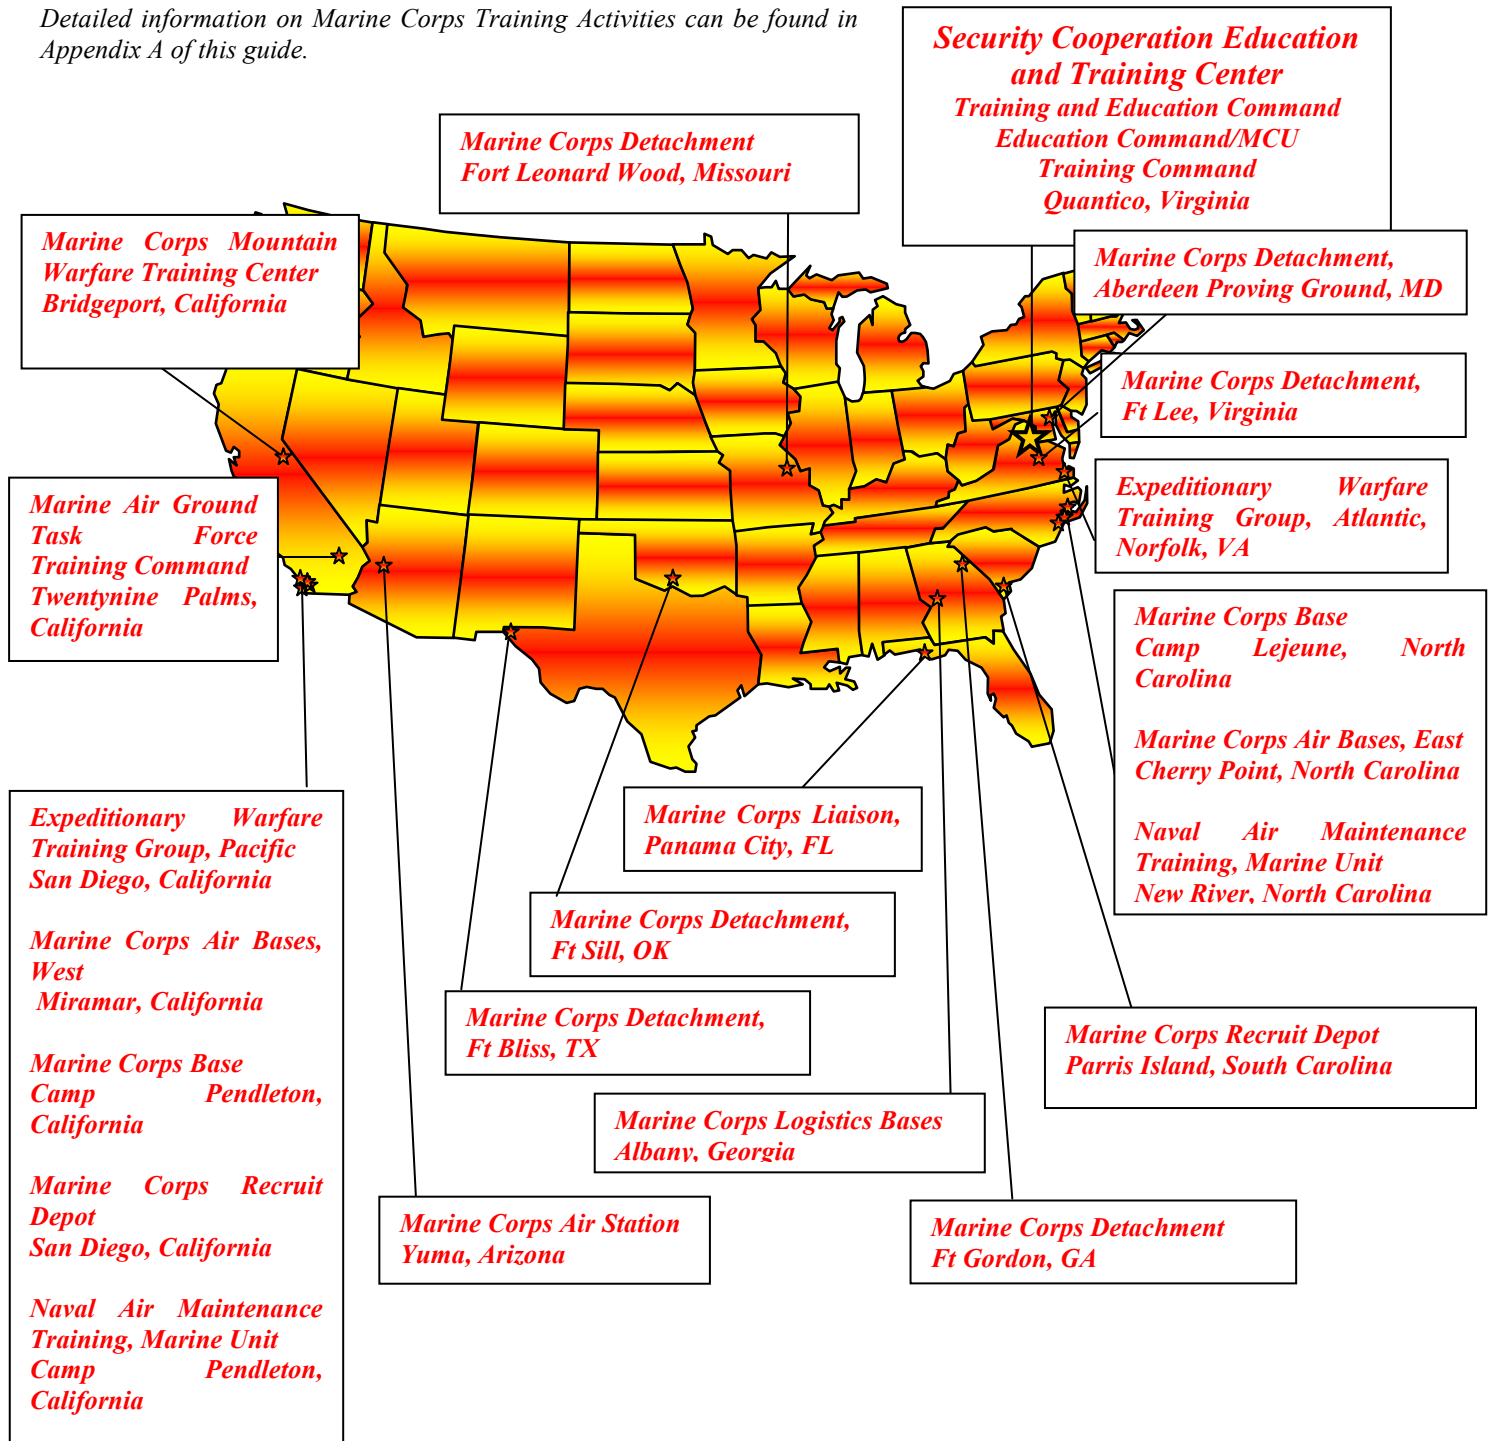 Detailed information on Marine Corps Training Activities can be found in
Appendix A of this guide.
Security Cooperation Education
and Training Center
Training and Education Command
Education Command/MCU
Training Command
Quantico, Virginia
Marine Corps Detachment
Fort Leonard Wood, Missouri
Marine Corps Mountain
Warfare Training Center
Bridgeport, California
Marine Corps Detachment,
Aberdeen Proving Ground, MD
Marine Corps Detachment,
Ft Lee, Virginia
Expeditionary Warfare
Training Group, Atlantic,
Norfolk, VA
Marine Air Ground
Task Force
Training Command
Twentynine Palms,
California
Marine Corps Base
Camp Lejeune, North
Carolina
Marine Corps Air Bases, East
Cherry Point, North Carolina
Naval Air Maintenance
Training, Marine Unit
New River, North Carolina
Expeditionary Warfare
Training Group, Pacific
San Diego, California
Marine Corps Air Bases,
West
Miramar, California
Marine Corps Base
Camp Pendleton,
California
Marine Corps Recruit
Depot
San Diego, California
Naval Air Maintenance
Training, Marine Unit
Camp Pendleton,
California
Marine Corps Liaison,
Panama City, FL
Marine Corps Detachment,
Ft Sill, OK
Marine Corps Detachment,
Ft Bliss, TX
Marine Corps Recruit Depot
Parris Island, South Carolina
Marine Corps Logistics Bases
Albany, Georgia
Marine Corps Air Station
Yuma, Arizona
Marine Corps Detachment
Ft Gordon, GA